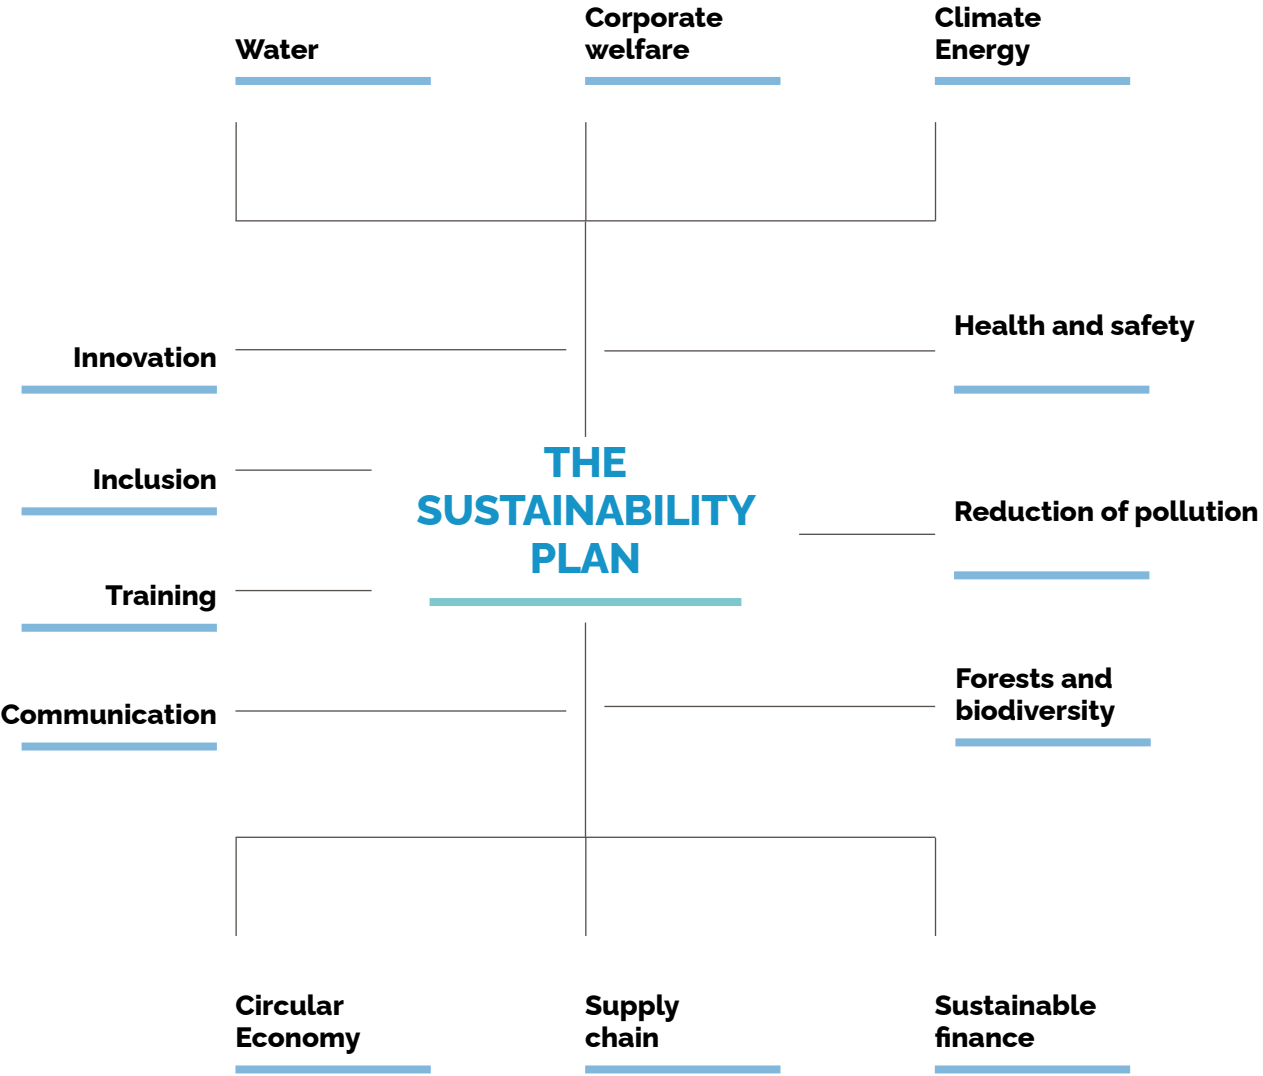 Water
Corporate
welfare
Climate
Energy
Innovation
Health and safety
Inclusion
THE
SUSTAINABILITY
PLAN
Reduction of pollution
Training
Communication
Forests and
biodiversity
Circular
Economy
Supply
chain
Sustainable
finance